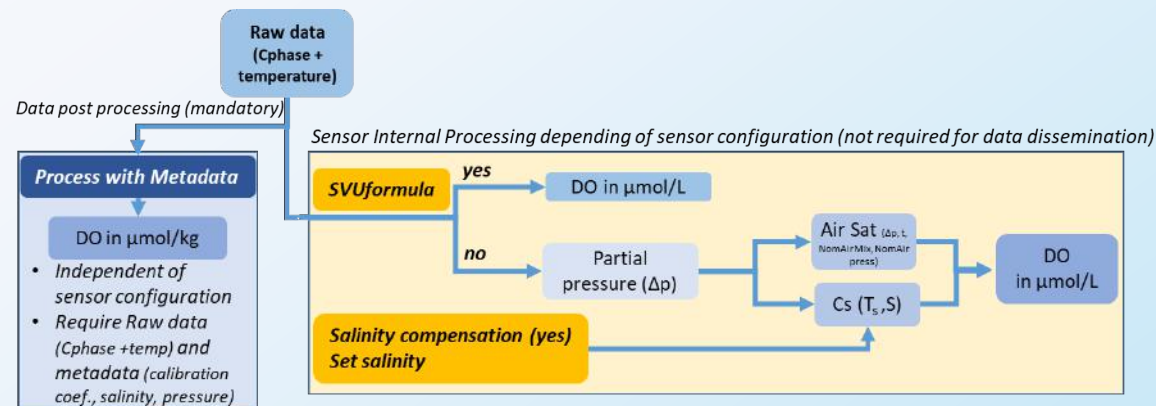 Raw data
(Cphase +
temperature)
Data post processing (mandatory)
Sensor Internal Processing depending of sensor configuration (not required for data dissemination)
Process with Metadata
DO in µmol/kg
• Independent of
sensor configuration
• Require Raw data
(Cphase +temp) and
metadata (calibration
coef., salinity, pressure)
SVUformula
yes
DO in µmol/L
no
Partial
pressure (Δp)
Air Sat (Δp, t,
NomAirMix, NomAir
press)
Cs (Ts,S)
DO
in µmol/L
Salinity compensation (yes)
Set salinity